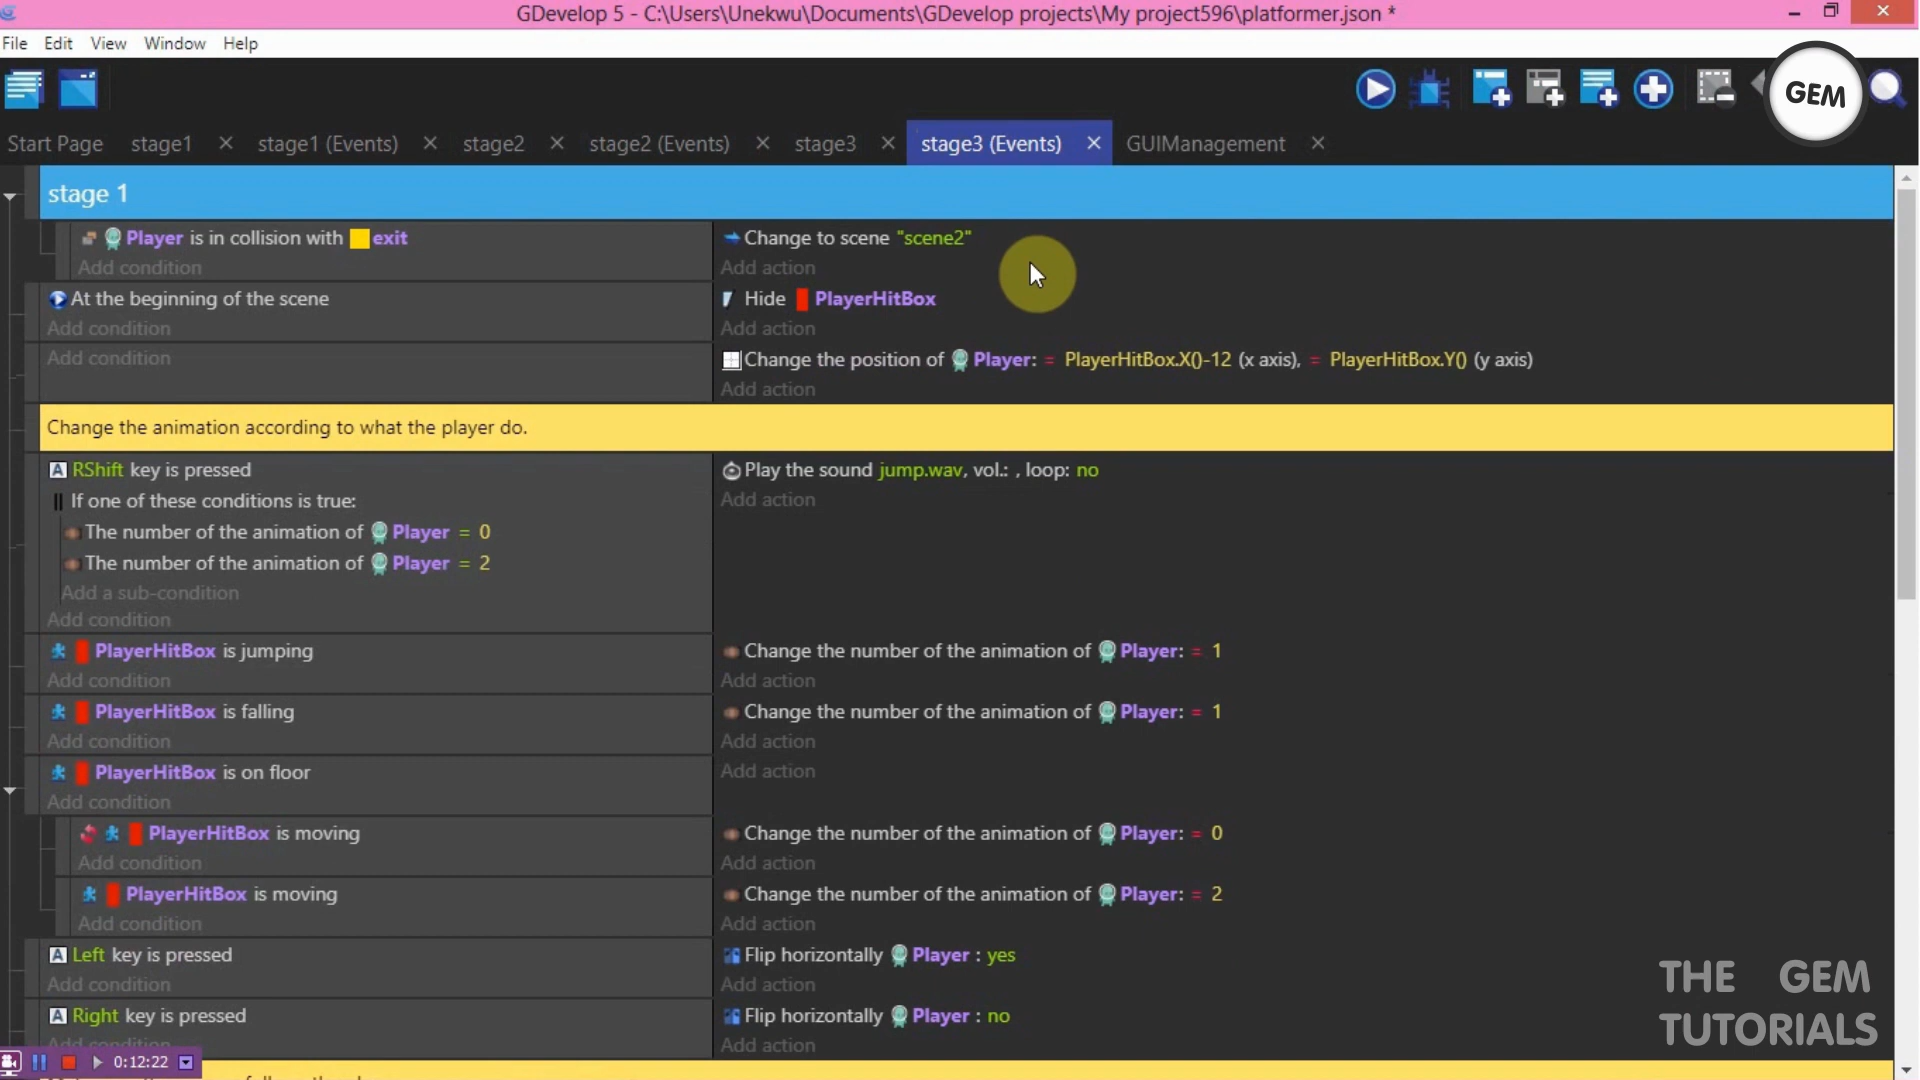 GDevelop 5 - C:\Users\Unekwu\Documents\GDevelop projects\My project596\platformer.json *
File Edit View Window Help
GEM
Start Page stage1 stage1 (Events) stage2 stage2 (Events) stage3 stage3 (Events) GUIManagement
stage 1
Player is in collision with exit
Change to scene "scene2"
Add condition
Add action
At the beginning of the scene
Hide PlayerHitBox
Add condition
Add action
Add condition
Change the position of Player: = PlayerHitBox.X()-12 (x axis), = PlayerHitBox.Y() (y axis)
Add action
Change the animation according to what the player do.
RShift key is pressed
Play the sound jump.wav, vol.: , loop: no
If one of these conditions is true:
Add action
The number of the animation of Player = 0
The number of the animation of Player = 2
Add a sub-condition
Add condition
PlayerHitBox is jumping
Change the number of the animation of Player: = 1
Add condition
Add action
PlayerHitBox is falling
Change the number of the animation of Player: = 1
Add condition
Add action
PlayerHitBox is on floor
Add action
Add condition
PlayerHitBox is moving
Change the number of the animation of Player: = 0
Add condition
Add action
PlayerHitBox is moving
Change the number of the animation of Player: = 2
Add condition
Add action
Left key is pressed
Flip horizontally Player : yes
Add condition
Add action
Right key is pressed
Flip horizontally Player : no
Add condition
Add action
0:12:22
THE GEM
TUTORIALS